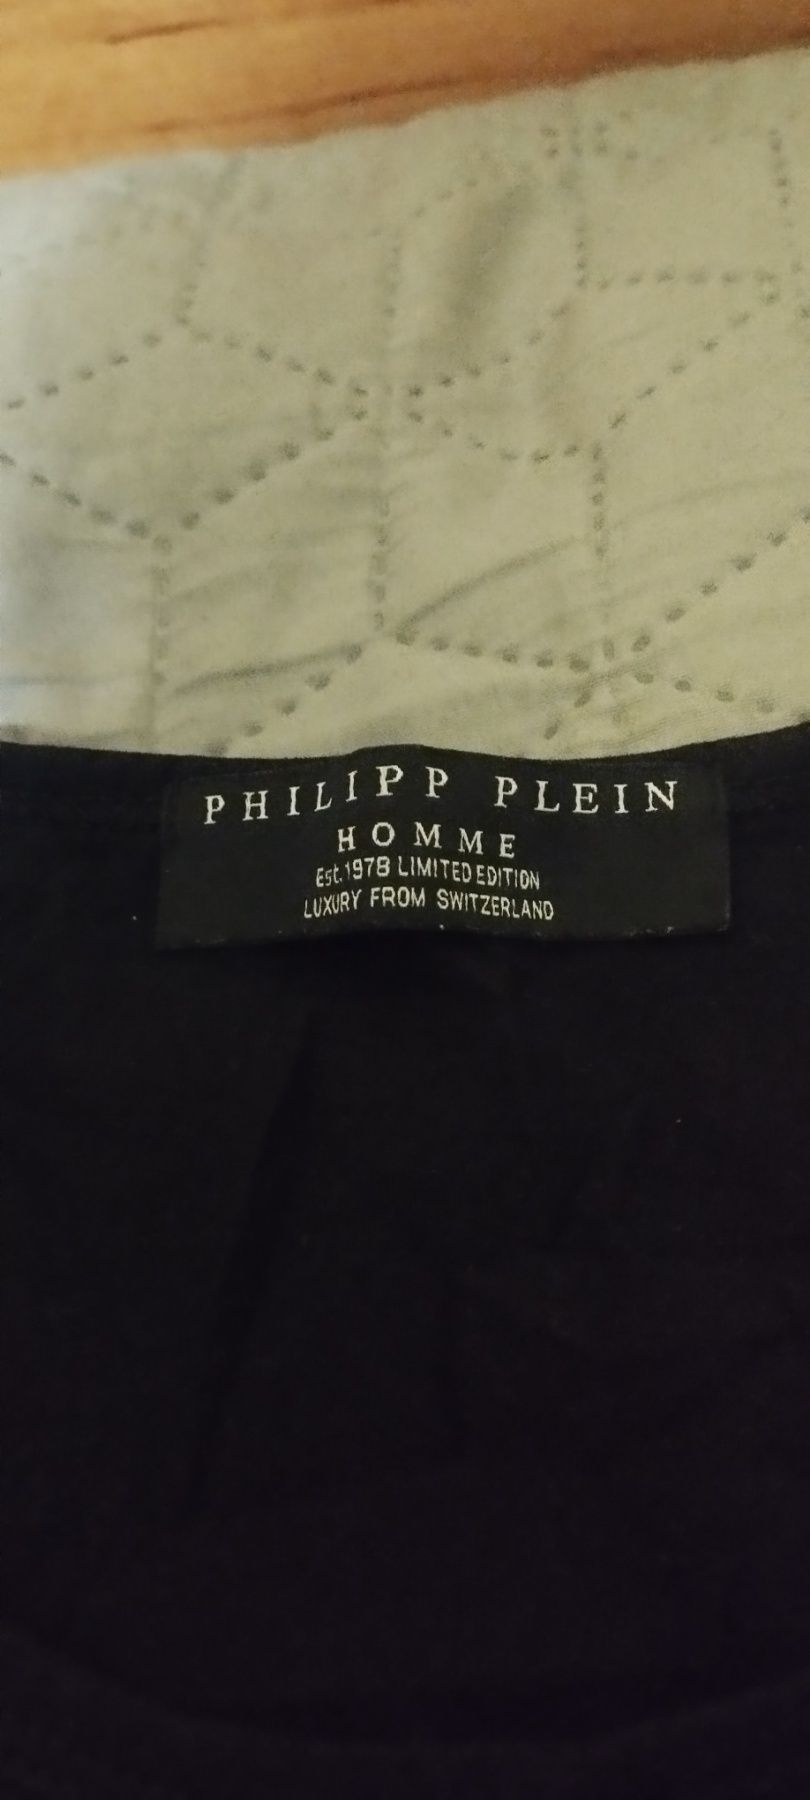 PHILIPP PLEIN
HOMME
Est.1978 LIMITED EDITION
LUXURY FROM SWITZERLAND